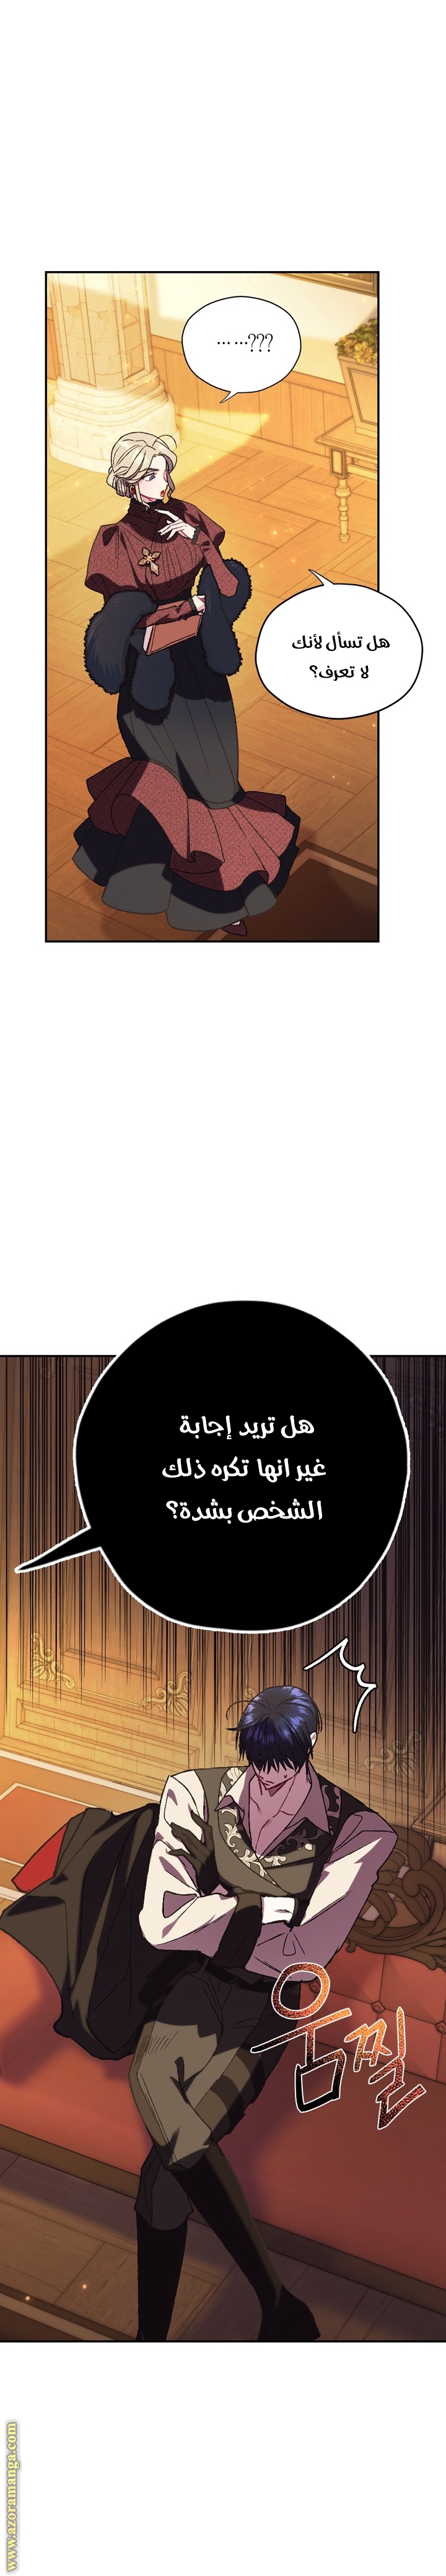 ... ...???
هل تسأل لأنك
لا تعرف؟
هل تريد إجابة
غير انها تكره ذلك
الشخص بشدة؟
움찔
www.azoramanga.com